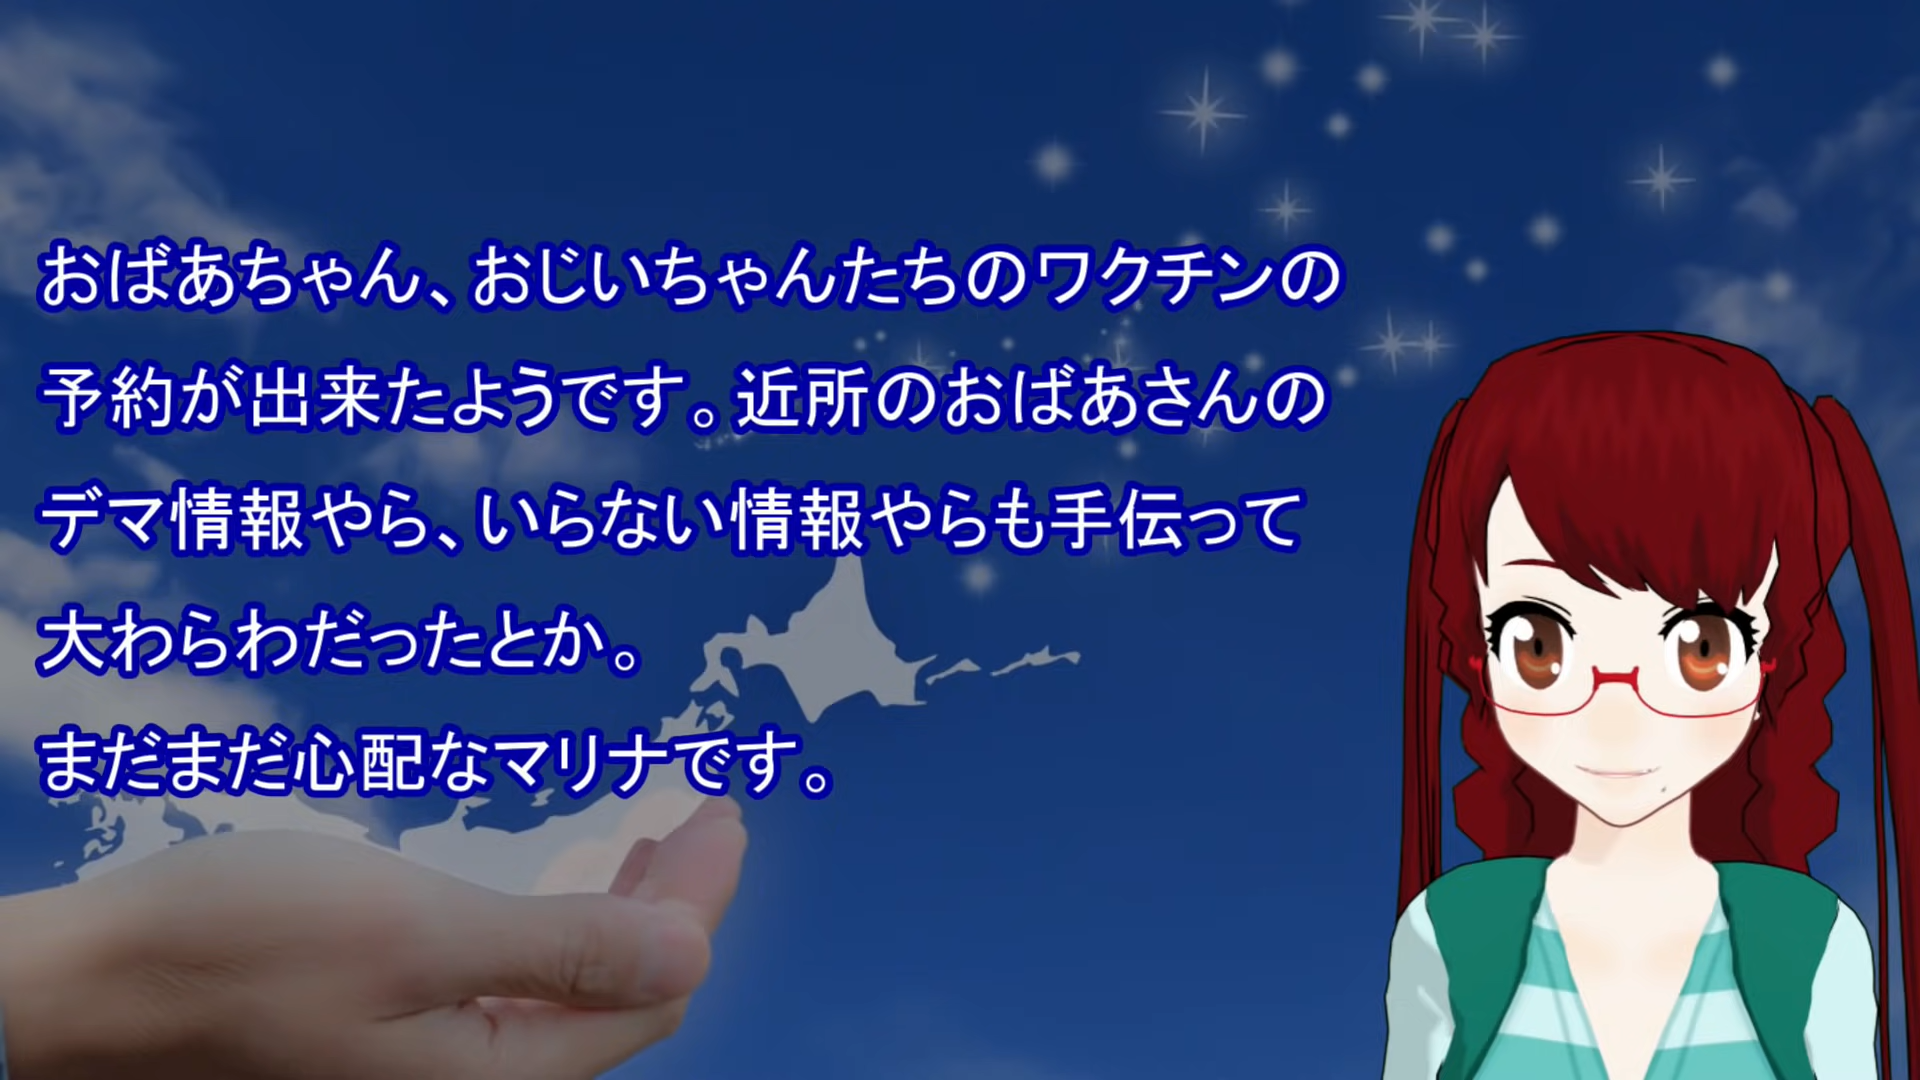 おばあちゃん、おじいちゃんたちのワクチンの
予約が出来たようです。近所のおばあさんの
デマ情報やら、いらない情報やらも手伝って
大わらわだったとか。
まだまだ心配なマリナです。